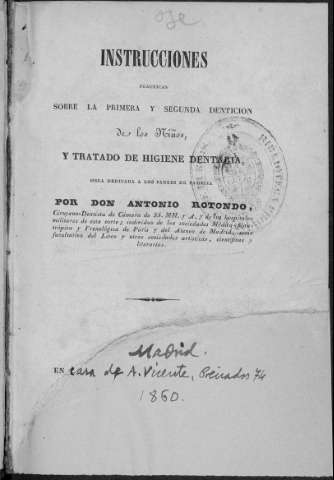 INSTRUCCIONES
PRACTICAS
SOBRE LA PRIMERA Y SEGUNDA DENTICION
de los Niños,
Y TRATADO DE HIGIENE DENTARIA,
OBRA DEDICADA A LOS PADRES DE FAMILIA
POR DON ANTONIO ROTONDO,
Cirujano-Dentista de Cámara de SS. MM. y A. y de los hospitales
militares de esta corte; individuo de las sociedades Médico-
y Frenológica de París y del Ateneo de Madrid, socio
facultativo del Liceo y otras sociedades artísticas, científicas y
literarias.
Madrid.
EN casa de A. Vicente, Preciados 74
1860.